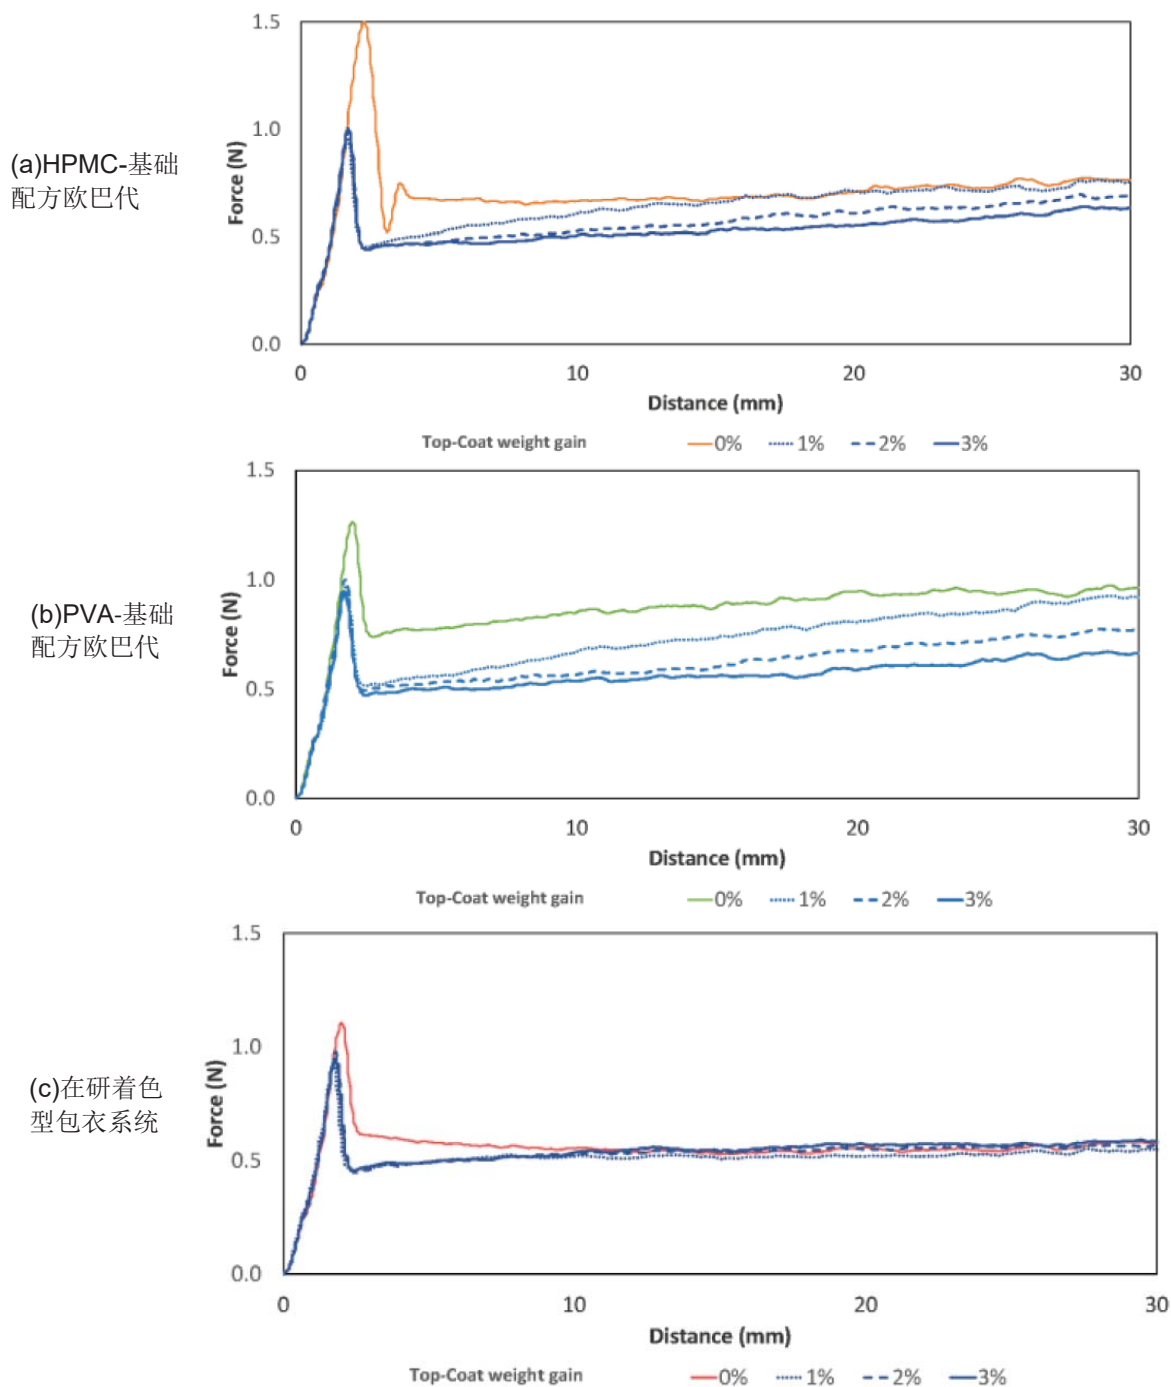 1.5
1.0
0.5
0.0
Force (N)
(a)HPMC-基础
配方欧巴代
0 10 20 30
Distance (mm)
Top-Coat weight gain 0% 1% 2% 3%
1.5
1.0
0.5
0.0
Force (N)
(b)PVA-基础
配方欧巴代
0 10 20 30
Distance (mm)
Top-Coat weight gain 0% 1% 2% 3%
1.5
1.0
0.5
0.0
Force (N)
(c)在研着色
型包衣系统
0 10 20 30
Distance (mm)
Top-Coat weight gain 0% 1% 2% 3%